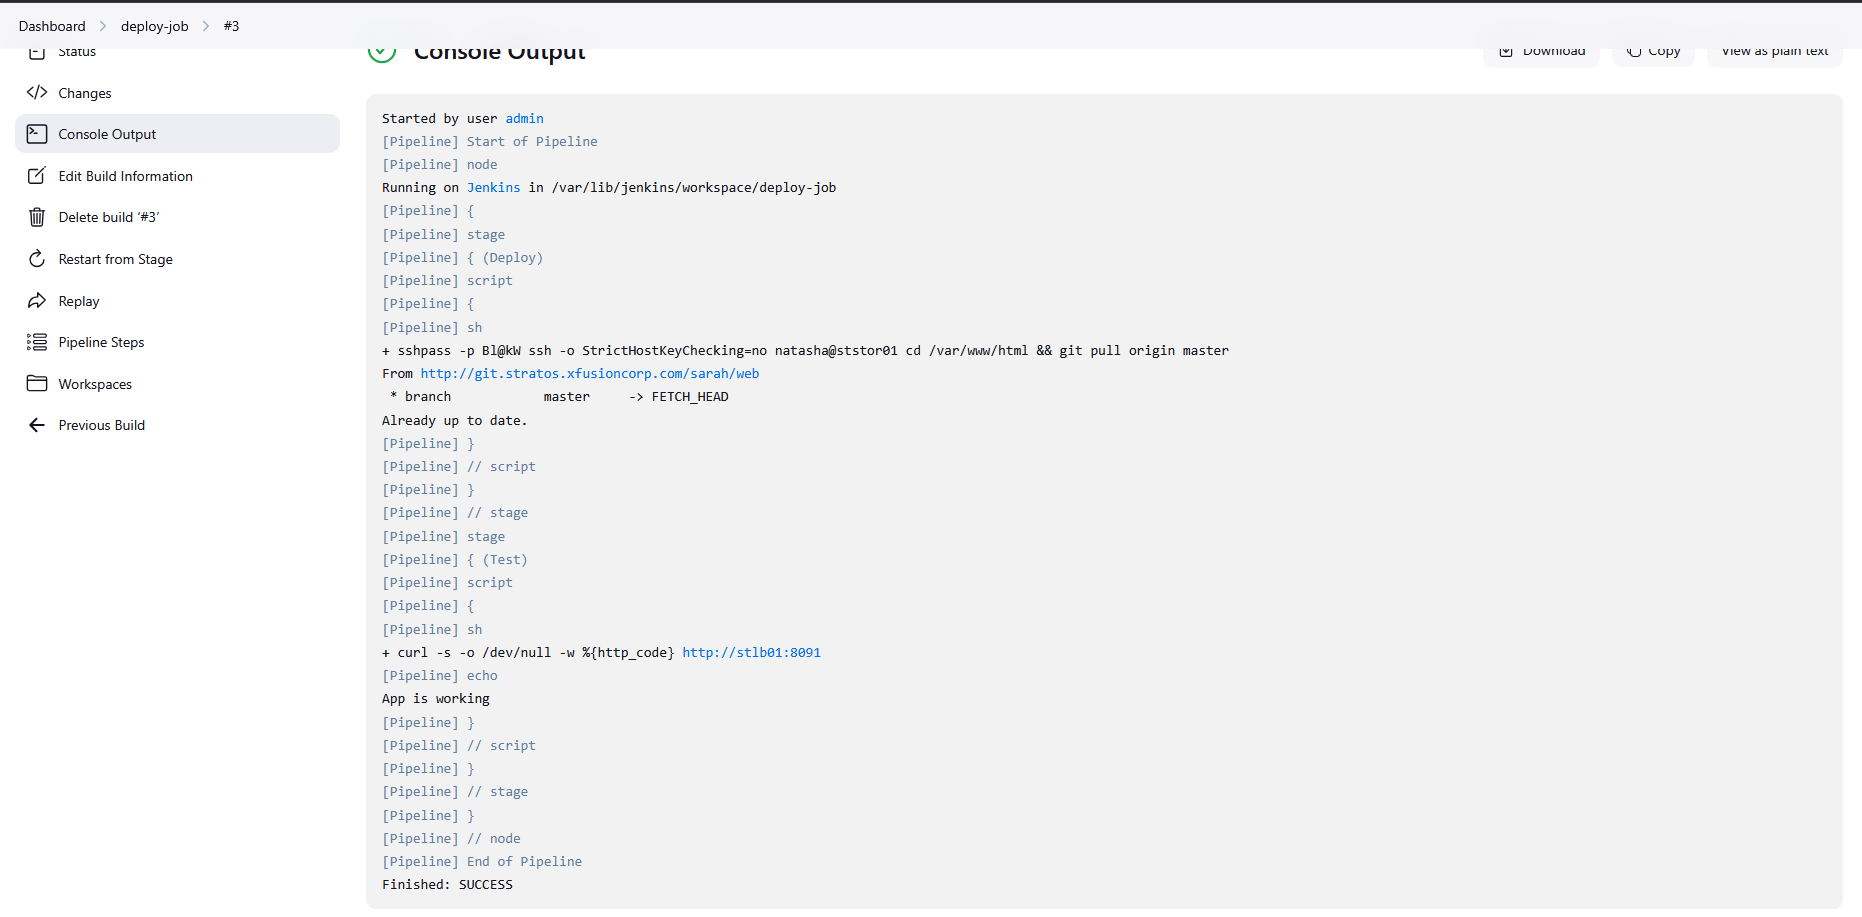 Dashboard > deploy-job > #3
Status
Changes
Console Output
Edit Build Information
Delete build ‘#3’
Restart from Stage
Replay
Pipeline Steps
Workspaces
Previous Build
Console Output
Download
Copy
View as plain text
Started by user admin
[Pipeline] Start of Pipeline
[Pipeline] node
Running on Jenkins in /var/lib/jenkins/workspace/deploy-job
[Pipeline] {
[Pipeline] stage
[Pipeline] { (Deploy)
[Pipeline] script
[Pipeline] {
[Pipeline] sh
+ sshpass -p Bl@kW ssh -o StrictHostKeyChecking=no natasha@ststor01 cd /var/www/html && git pull origin master
From http://git.stratos.xfusioncorp.com/sarah/web
 * branch            master     -> FETCH_HEAD
Already up to date.
[Pipeline] }
[Pipeline] // script
[Pipeline] }
[Pipeline] // stage
[Pipeline] stage
[Pipeline] { (Test)
[Pipeline] script
[Pipeline] {
[Pipeline] sh
+ curl -s -o /dev/null -w %{http_code} http://stlb01:8091
[Pipeline] echo
App is working
[Pipeline] }
[Pipeline] // script
[Pipeline] }
[Pipeline] // stage
[Pipeline] }
[Pipeline] // node
[Pipeline] End of Pipeline
Finished: SUCCESS